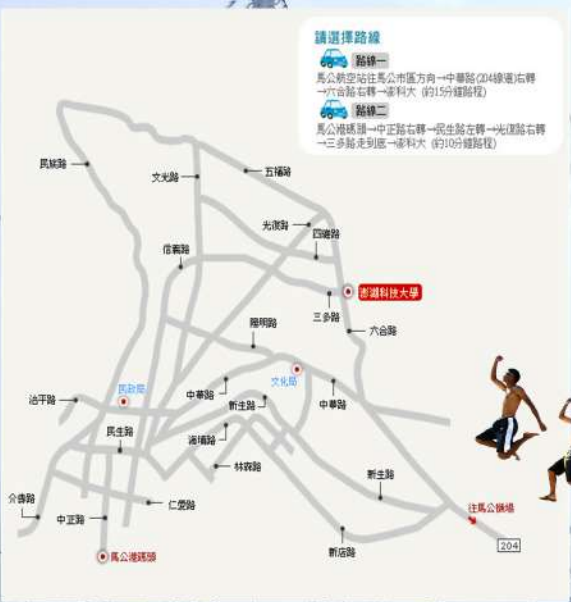 請選擇路線
路線一
馬公航空站往馬公市區方向→中華路(204線道)右轉
→六合路右轉→澎科大 (約15分鐘路程)
路線二
馬公港碼頭→中正路右轉→民生路左轉→光復路右轉
→三多路走到底→澎科大 (約10分鐘路程)
民族路
文光路
五福路
光復路
四維路
信義路
澎湖科技大學
三多路
六合路
陽明路
文化局
民政局
中華路
中華路
治平路
新生路
民生路
海埔路
林森路
新生路
介壽路
仁愛路
中正路
往馬公機場
馬公港碼頭
新店路
204